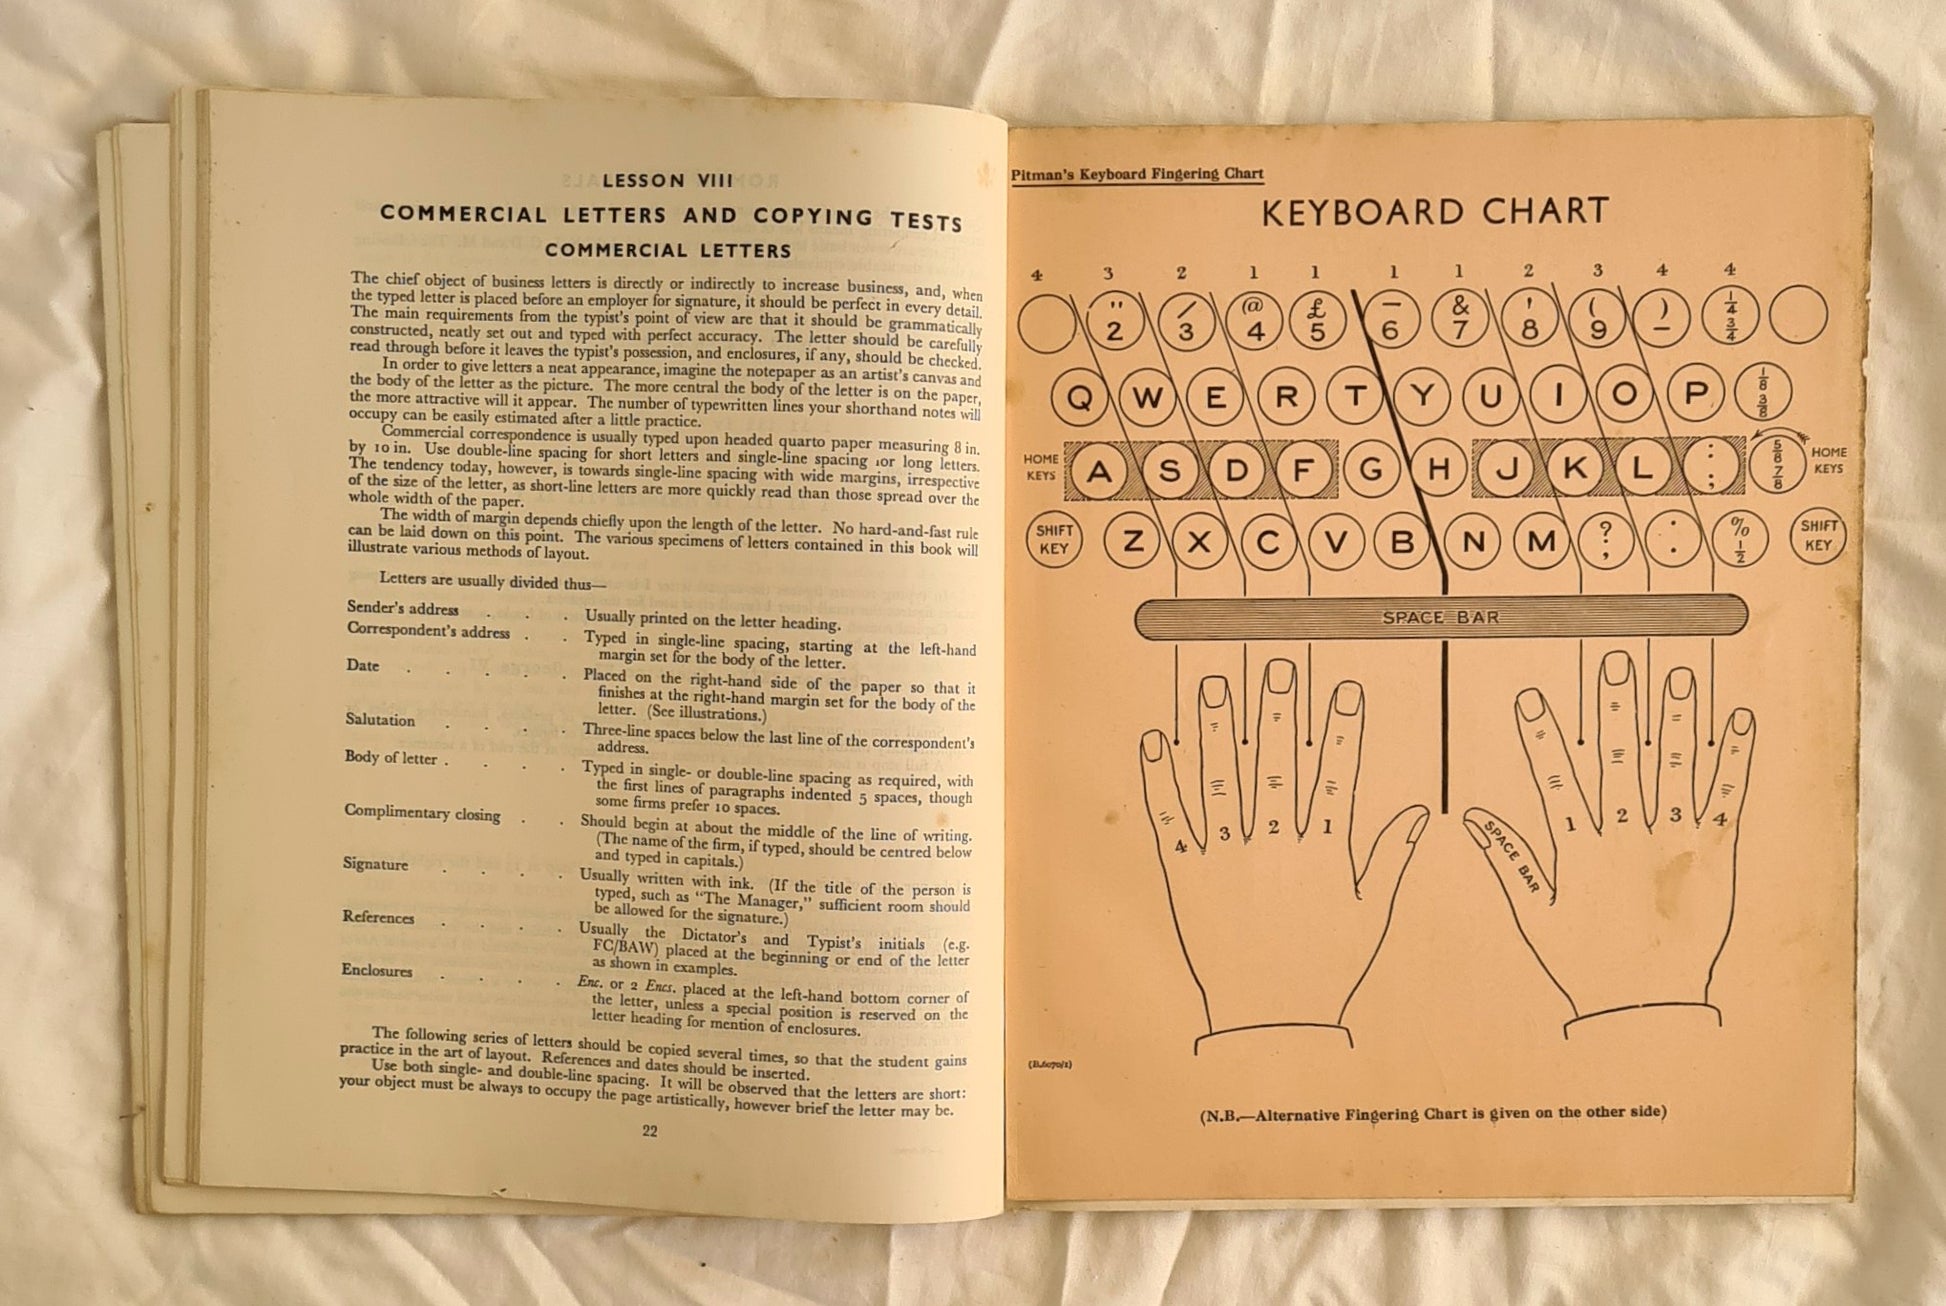 LESSON VIII
COMMERCIAL LETTERS AND COPYING TESTS
COMMERCIAL LETTERS
The chief object of business letters is directly or indirectly to increase business, and, when
the typed letter is placed before an employer for signature, it should be perfect in every detail.
The main requirements from the typist's point of view are that it should be grammatically
constructed, neatly set out and typed with perfect accuracy. The letter should be carefully
read through before it leaves the typist's possession, and enclosures, if any, should be checked.
In order to give letters a neat appearance, imagine the notepaper as an artist's canvas and
the body of the letter as the picture. The more central the body of the letter is on the paper,
the more attractive will it appear. The number of typewritten lines your shorthand notes will
occupy can be easily estimated after a little practice.
Commercial correspondence is usually typed upon headed quarto paper measuring 8 in.
by 10 in. Use double-line spacing for short letters and single-line spacing for long letters.
The tendency today, however, is towards single-line spacing with wide margins, irrespective
of the size of the letter, as short-line letters are more quickly read than those spread over the
whole width of the paper.
The width of margin depends chiefly upon the length of the letter. No hard-and-fast rule
can be laid down on this point. The various specimens of letters contained in this book will
illustrate various methods of layout.
Letters are usually divided thus—
Sender's address . . . Usually printed on the letter heading.
Correspondent's address . . Typed in single-line spacing, starting at the left-hand
margin set for the body of the letter.
Date . . . . . Placed on the right-hand side of the paper so that it
finishes at the right-hand margin set for the body of the
letter. (See illustrations.)
Salutation . . . . Three-line spaces below the last line of the correspondent's
address.
Body of letter . . . . Typed in single- or double-line spacing as required, with
the first lines of paragraphs indented 5 spaces, though
some firms prefer 10 spaces.
Complimentary closing . . Should begin at about the middle of the line of writing.
(The name of the firm, if typed, should be centred below
and typed in capitals.)
Signature . . . . Usually written with ink. (If the title of the person is
typed, such as "The Manager," sufficient room should
be allowed for the signature.)
References . . . . Usually the Dictator's and Typist's initials (e.g.
FC/BAW) placed at the beginning or end of the letter
as shown in examples.
Enclosures . . . . Enc. or 2 Encs. placed at the left-hand bottom corner of
the letter, unless a special position is reserved on the
letter heading for mention of enclosures.
The following series of letters should be copied several times, so that the student gains
practice in the art of layout. References and dates should be inserted.
Use both single- and double-line spacing. It will be observed that the letters are short:
your object must be always to occupy the page artistically, however brief the letter may be.
22
Pitman's Keyboard Fingering Chart
KEYBOARD CHART
4 3 2 1 1 1 1 2 3 4 4
" / @ £ — & ' ( ) 1/4
2 3 4 5 6 7 8 9 – 3/4
Q W E R T Y U I O P 1/8 3/8
HOME KEYS A S D F G H J K L : ; 5/8 7/8 HOME KEYS
SHIFT KEY Z X C V B N M ? , . . % 1/2 SHIFT KEY
SPACE BAR
4 3 2 1 1 2 3 4
SPACE BAR
(B.6070/1)
(N.B.—Alternative Fingering Chart is given on the other side)